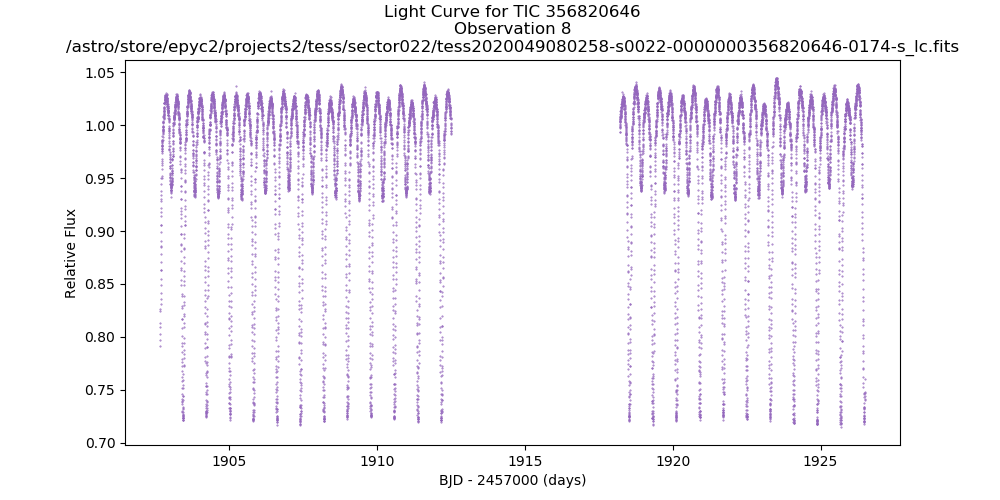 Light Curve for TIC 356820646
Observation 8
/astro/store/epyc2/projects2/tess/sector022/tess2020049080258-s0022-0000000356820646-0174-s_lc.fits
1.05
1.00
0.95
0.90
0.85
0.80
0.75
0.70
Relative Flux
1905
1910
1915
1920
1925
BJD - 2457000 (days)